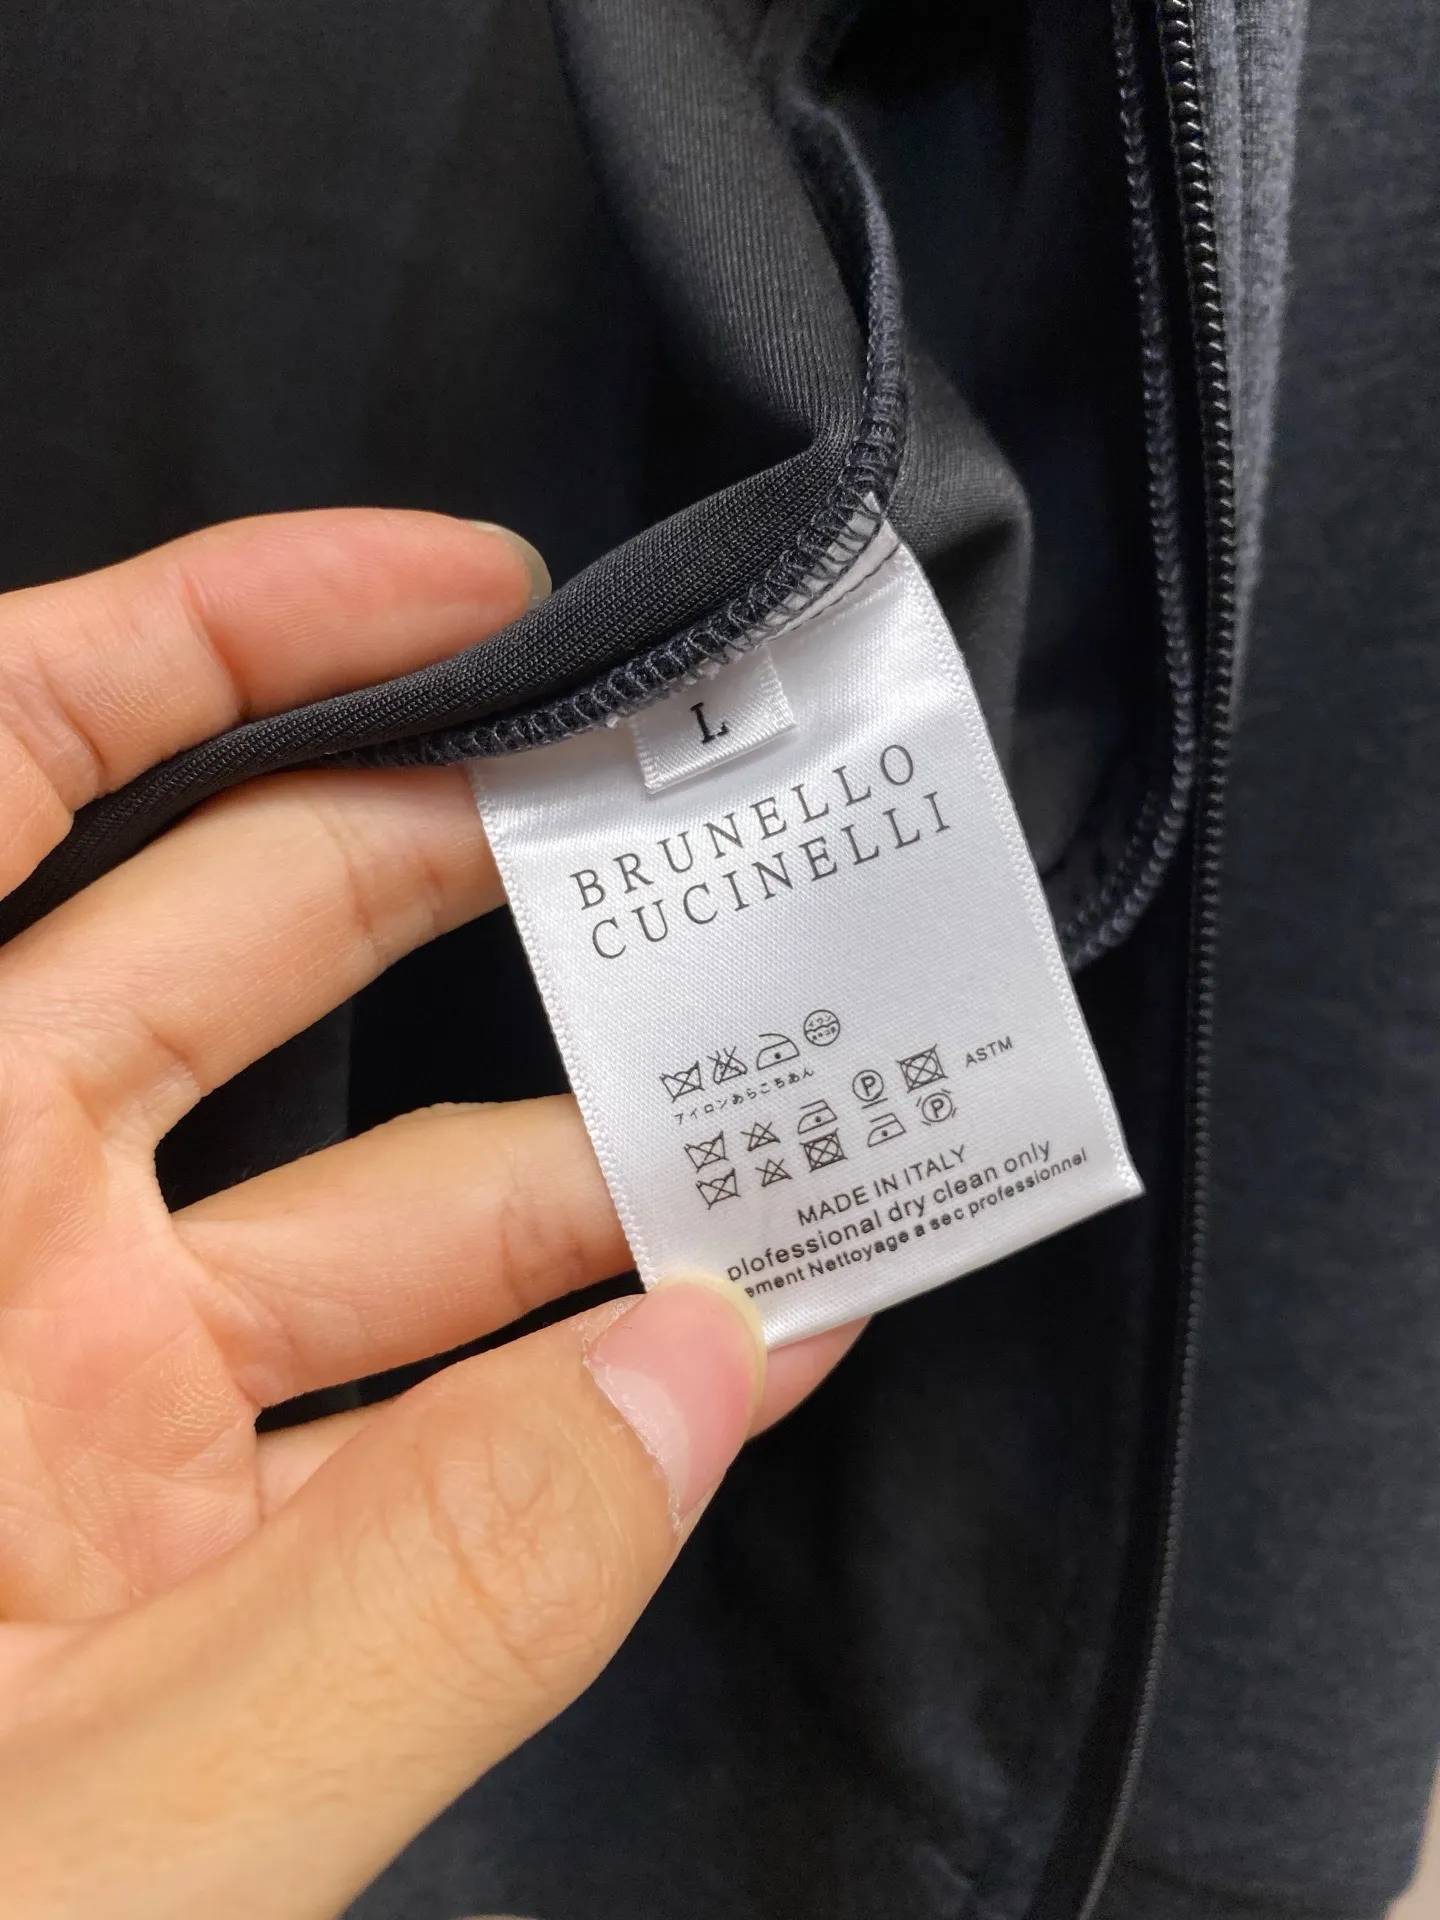 L
BRUNELLO
CUCINELLI
アイロンあらこちあん
ASTM
MADE IN ITALY
plofessional dry clean only
ement Nettoyage a sec professionnel